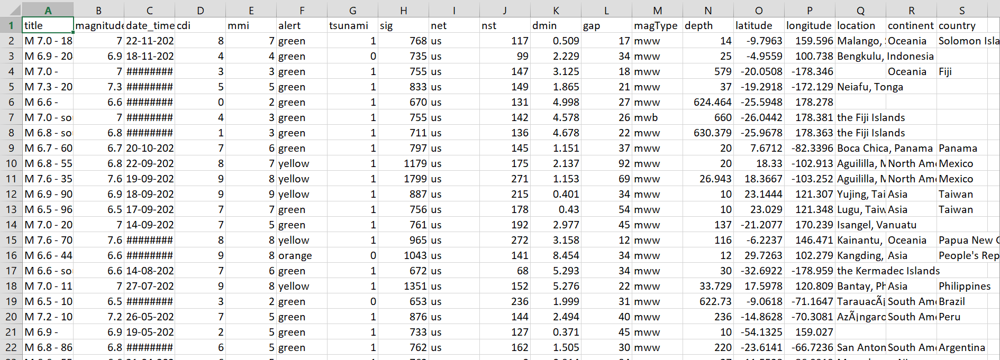 A B C D E F G H I J K L M N O P Q R S
1 title magnitude date_time cdi mmi alert tsunami sig net nst dmin gap magType depth latitude longitude location continent country
2 M 7.0 - 18 7 22-11-202 8 7 green 1 768 us 117 0.509 17 mww 14 -9.7963 159.596 Malango, Oceania Solomon Isla
3 M 6.9 - 20 6.9 18-11-202 4 4 green 0 735 us 99 2.229 34 mww 25 -4.9559 100.738 Bengkulu, Indonesia
4 M 7.0 - 7 ######## 3 3 green 1 755 us 147 3.125 18 mww 579 -20.0508 -178.346 Oceania Fiji
5 M 7.3 - 20 7.3 ######## 5 5 green 1 833 us 149 1.865 21 mww 37 -19.2918 -172.129 Neiafu, Tonga
6 M 6.6 - 6.6 ######## 0 2 green 1 670 us 131 4.998 27 mww 624.464 -25.5948 178.278
7 M 7.0 - so 7 ######## 4 3 green 1 755 us 142 4.578 26 mwb 660 -26.0442 178.381 the Fiji Islands
8 M 6.8 - so 6.8 ######## 1 3 green 1 711 us 136 4.678 22 mww 630.379 -25.9678 178.363 the Fiji Islands
9 M 6.7 - 60 6.7 20-10-202 7 6 green 1 797 us 145 1.151 37 mww 20 7.6712 -82.3396 Boca Chica, Panama Panama
10 M 6.8 - 55 6.8 22-09-202 8 7 yellow 1 1179 us 175 2.137 92 mww 20 18.33 -102.913 Aguililla, M North Ame Mexico
11 M 7.6 - 35 7.6 19-09-202 9 8 yellow 1 1799 us 271 1.153 69 mww 26.943 18.3667 -103.252 Aguililla, M North Ame Mexico
12 M 6.9 - 90 6.9 18-09-202 9 9 yellow 1 887 us 215 0.401 34 mww 10 23.1444 121.307 Yujing, Tai Asia Taiwan
13 M 6.5 - 96 6.5 17-09-202 7 7 green 1 756 us 178 0.43 54 mww 10 23.029 121.348 Lugu, Taiw Asia Taiwan
14 M 7.0 - 20 7 14-09-202 7 5 green 1 761 us 192 2.977 45 mww 137 -21.2077 170.239 Isangel, Vanuatu
15 M 7.6 - 70 7.6 ######## 8 8 yellow 1 965 us 272 3.158 12 mww 116 -6.2237 146.471 Kainantu, Oceania Papua New G
16 M 6.6 - 44 6.6 ######## 9 8 orange 0 1043 us 141 8.454 34 mww 12 29.7263 102.279 Kangding, Asia People's Rep
17 M 6.6 - so 6.6 14-08-202 7 6 green 1 672 us 68 5.293 34 mww 30 -32.6922 -178.959 the Kermadec Islands
18 M 7.0 - 11 7 27-07-202 9 8 yellow 1 1351 us 152 5.276 22 mww 33.729 17.5978 120.809 Bantay, Ph Asia Philippines
19 M 6.5 - 10 6.5 ######## 3 2 green 0 653 us 236 1.999 31 mww 622.73 -9.0618 -71.1647 TarauacÃ¡ South Ame Brazil
20 M 7.2 - 10 7.2 26-05-202 7 5 green 1 876 us 144 2.494 40 mww 236 -14.8628 -70.3081 AzÃ¡ngaro South Ame Peru
21 M 6.9 - 6.9 19-05-202 2 5 green 1 733 us 127 0.371 45 mww 10 -54.1325 159.027
22 M 6.8 - 86 6.8 ######## 6 5 green 1 762 us 162 1.505 30 mww 220 -23.6141 -66.7236 San Anton South Ame Argentina